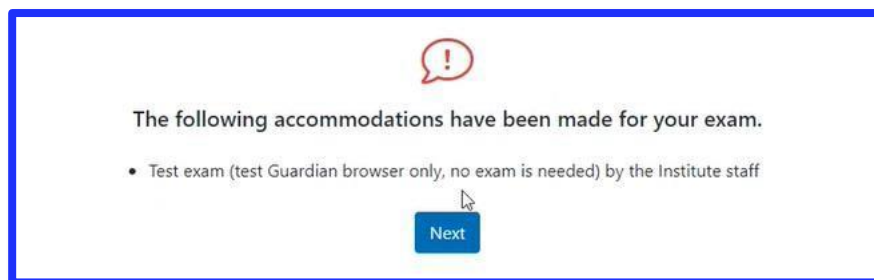 !
The following accommodations have been made for your exam.
• Test exam (test Guardian browser only, no exam is needed) by the Institute staff
Next